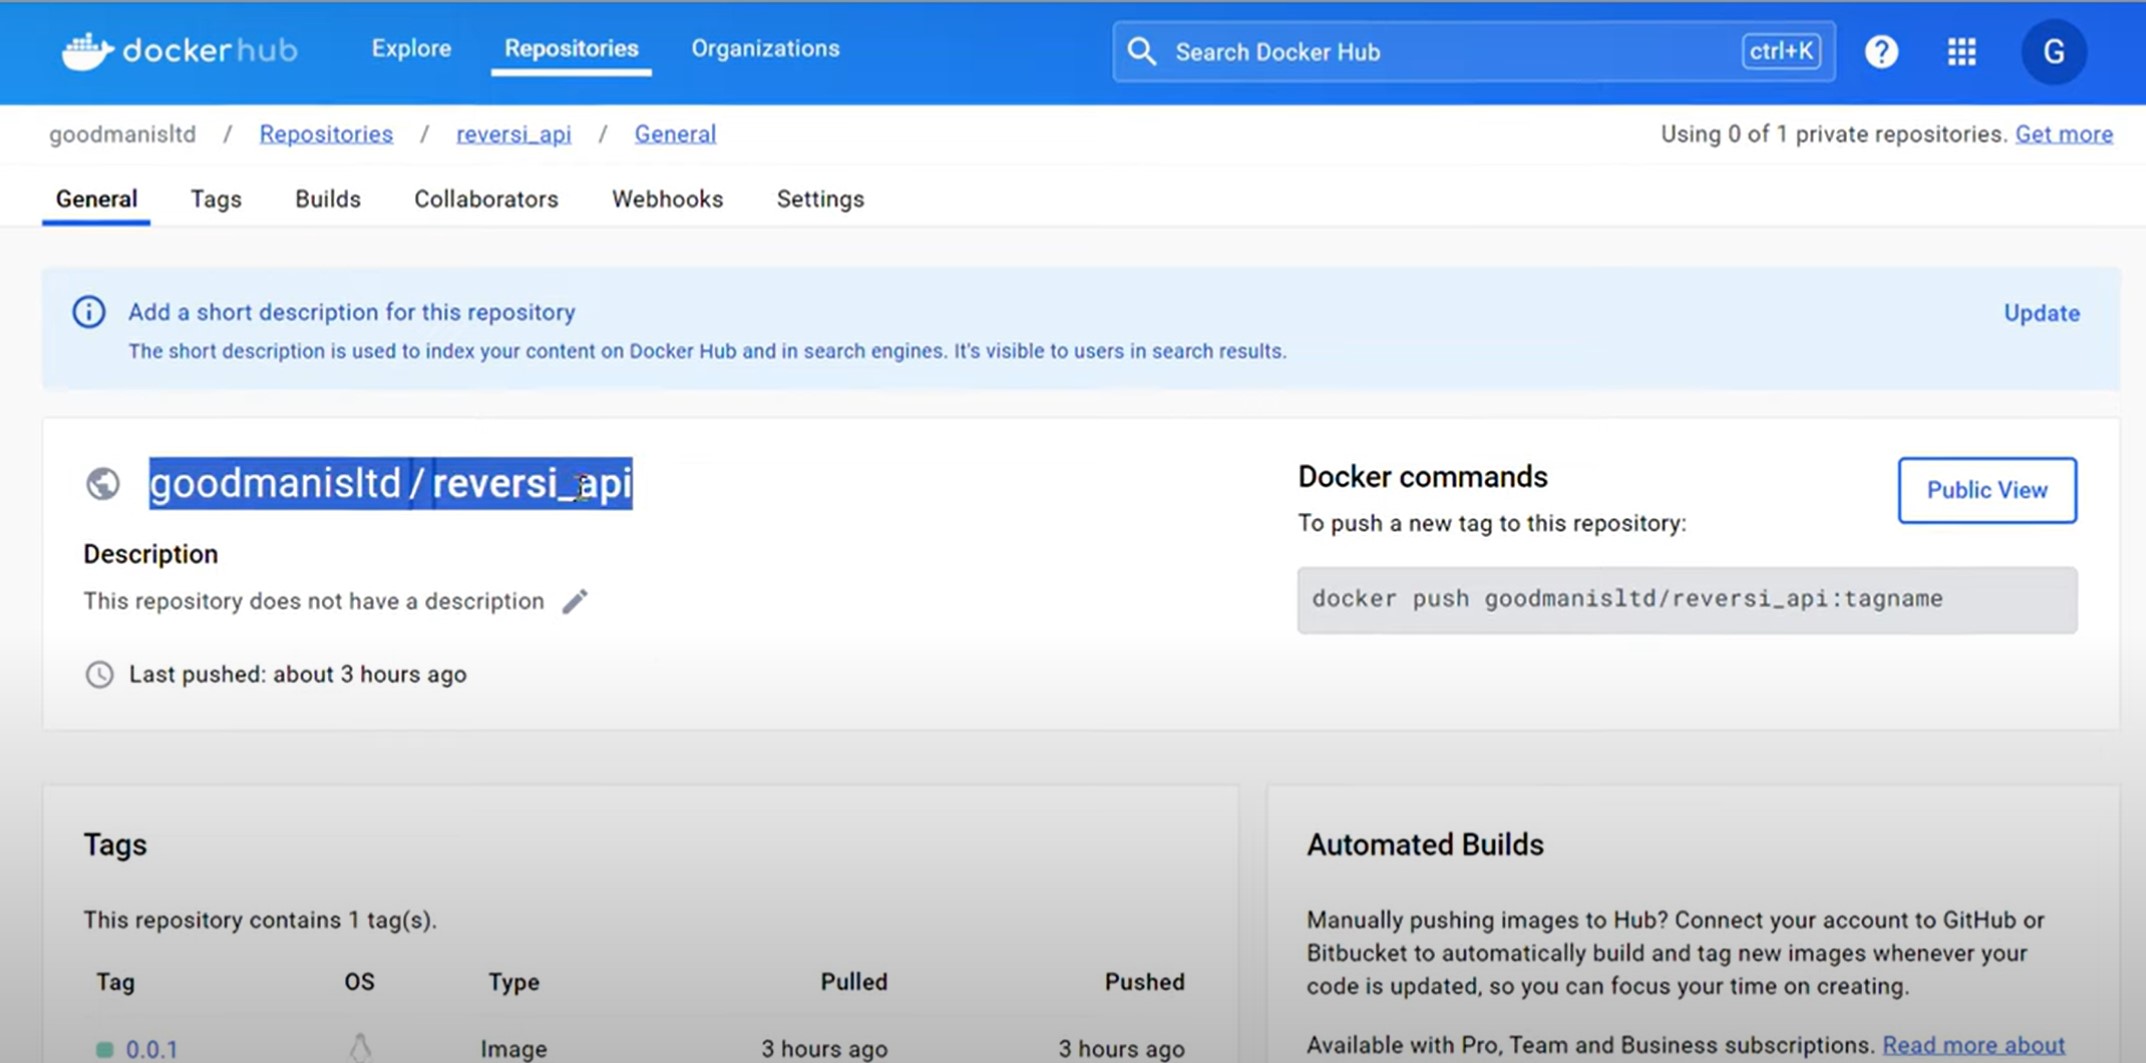 dockerhub Explore Repositories Organizations Search Docker Hub ctrl+K ? G
goodmanisltd / Repositories / reversi_api / General Using 0 of 1 private repositories. Get more
General Tags Builds Collaborators Webhooks Settings
Add a short description for this repository Update
The short description is used to index your content on Docker Hub and in search engines. It's visible to users in search results.
goodmanisltd / reversi_api
Description
This repository does not have a description
Last pushed: about 3 hours ago
Docker commands
Public View
To push a new tag to this repository:
docker push goodmanisltd/reversi_api:tagname
Tags
This repository contains 1 tag(s).
Tag OS Type Pulled Pushed
0.0.1 Image 3 hours ago 3 hours ago
Automated Builds
Manually pushing images to Hub? Connect your account to GitHub or
Bitbucket to automatically build and tag new images whenever your
code is updated, so you can focus your time on creating.
Available with Pro, Team and Business subscriptions. Read more about